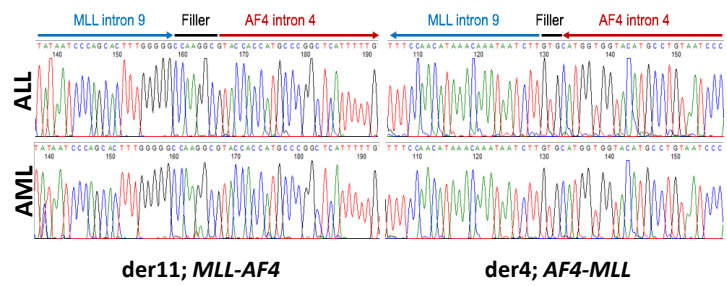 MLL intron 9 Filler AF4 intron 4 MLL intron 9 Filler AF4 intron 4
TATAATCCCAGCACTTTGGGGGCCAAGGCGTACCACCATGCCCGGCTCATTTTTG TTTCCAACATAAACAAATAATCTTGTGCATGGTGGTACATGCCTGTAATCCC
140 150 160 170 180 190 110 120 130 140 150
ALL
TATAATCCCAGCACTTTGGGGGCCAAGGCGTACCACCATGCCCGGCTCATTTTTG TTTCCAACATAAACAAATAATCTTGTGCATGGTGGTACATGCCTGTAATCCC
140 150 160 170 180 190 110 120 130 140 150
AML
der11; MLL-AF4 der4; AF4-MLL